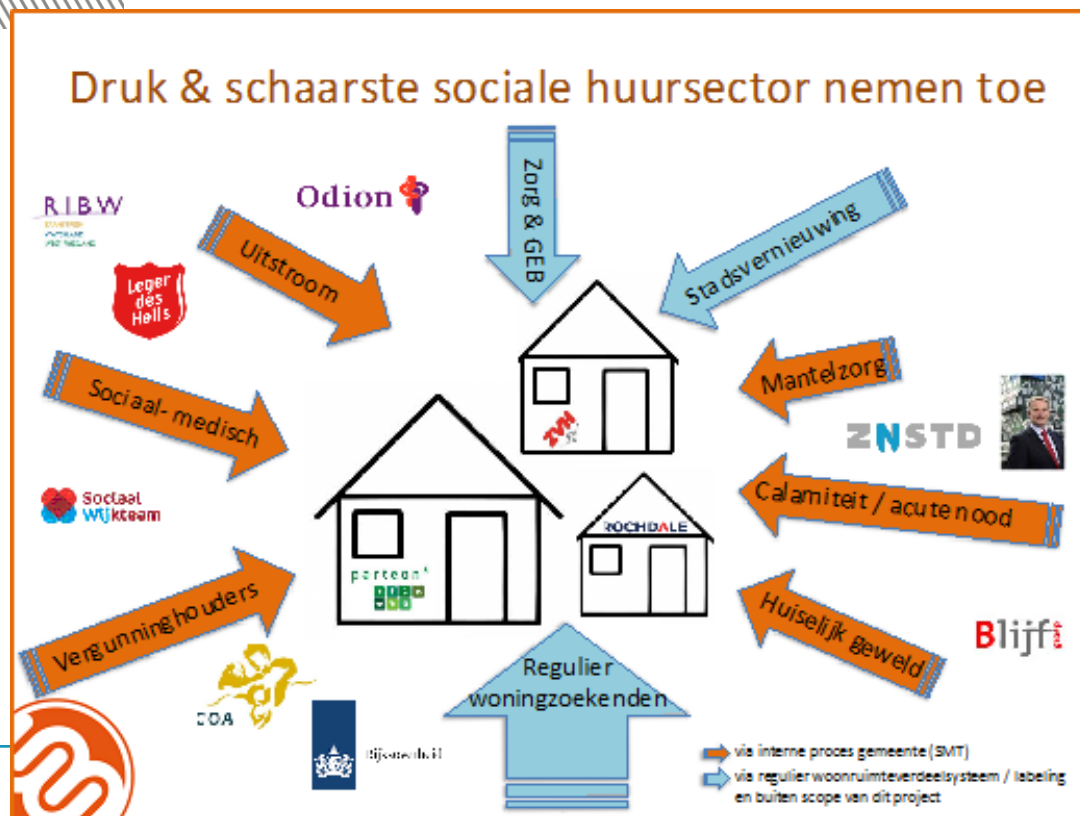 Druk & schaarste sociale huursector nemen toe
RIBW
Odion
Zorg & GEB
Stadsvernieuwing
Uitstroom
Leger
des
Heils
Mantelzorg
ZNSTD
Sociaal-medisch
ZVH
Calamiteit / acute nood
Sociaal
Wijkteam
ROCHDALE
parteon
Huiselijk geweld
Blijf
Vergunninghouders
COA
Regulier
woningzoekenden
via interne proces gemeente (SMT)
via regulier woonruimteverdeelsysteem / labeling
en buiten scope van dit project